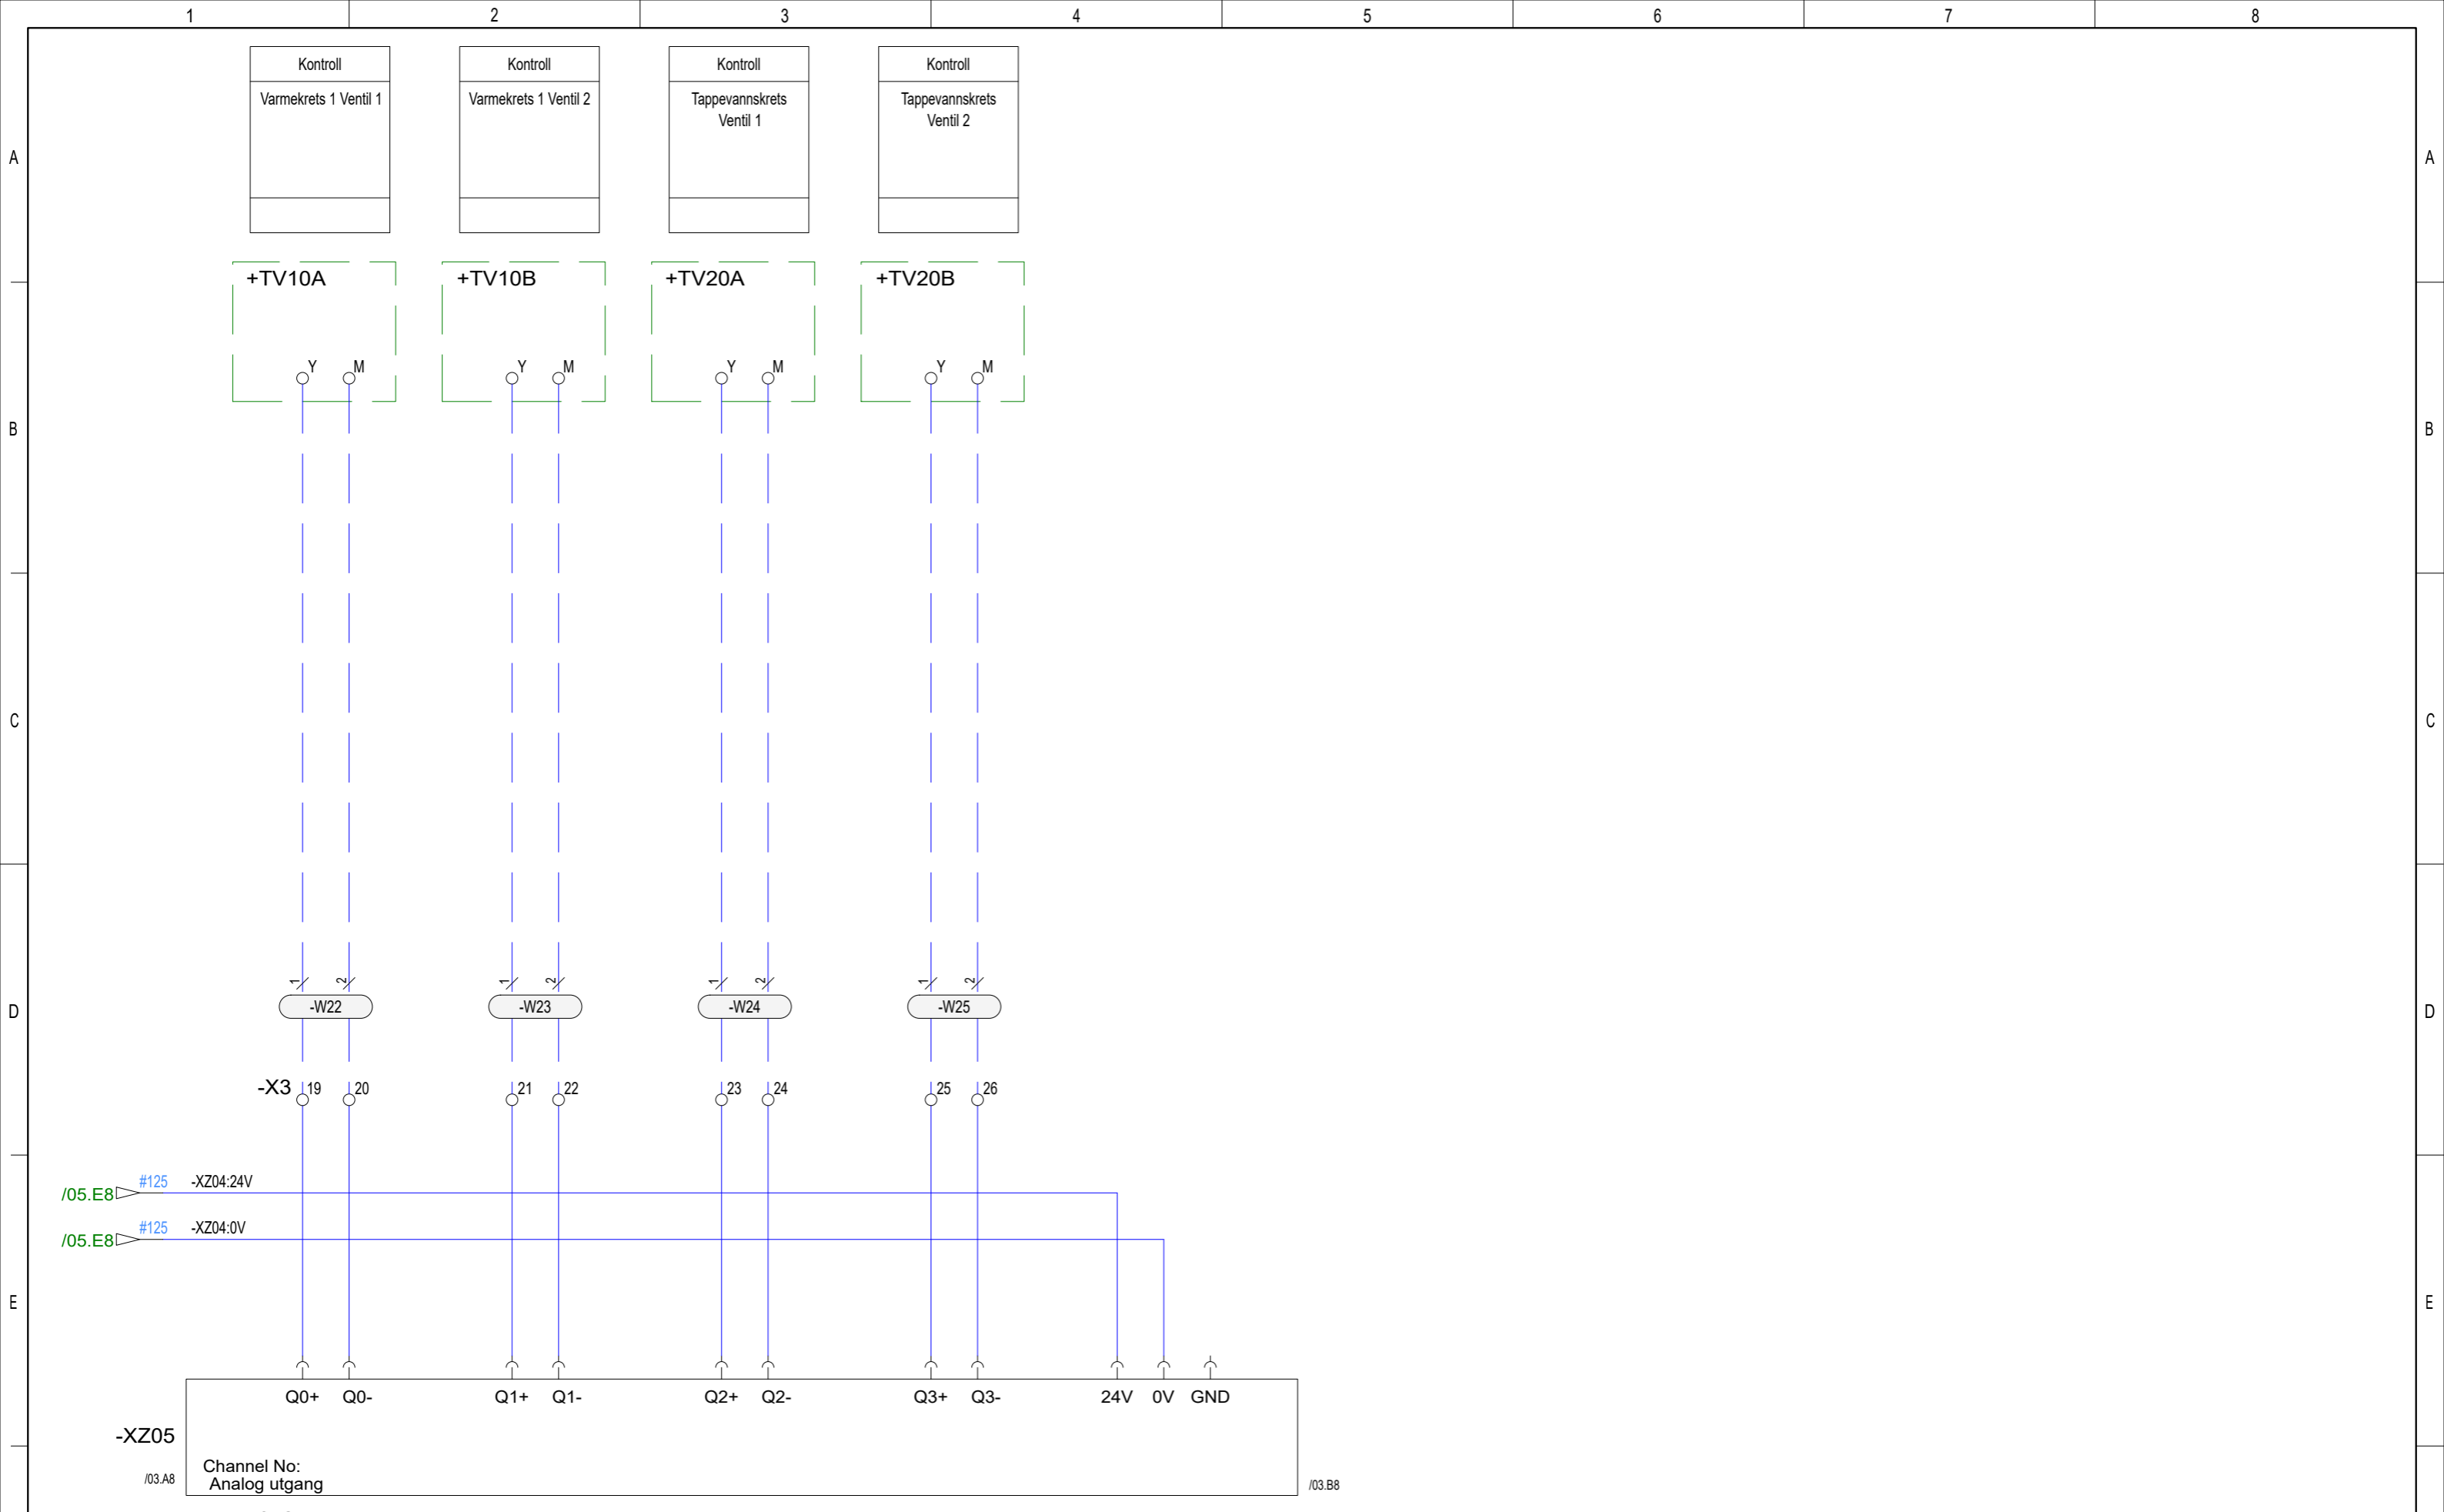 1 2 3 4 5 6 7 8
Kontroll Kontroll Kontroll Kontroll
Varmekrets 1 Ventil 1 Varmekrets 1 Ventil 2 Tappevannskrets Tappevannskrets
Ventil 1 Ventil 2
A A
+TV10A +TV10B +TV20A +TV20B
Y M Y M Y M Y M
B B
C C
1 2 1 2 1 2 1 2
-W22 -W23 -W24 -W25
D D
-X3 19 20 21 22 23 24 25 26
#125 -XZ04:24V
/05.E8
#125 -XZ04:0V
/05.E8
E E
Q0+ Q0- Q1+ Q1- Q2+ Q2- Q3+ Q3- 24V 0V GND
-XZ05
Channel No:
/03.A8 Analog utgang /03.B8